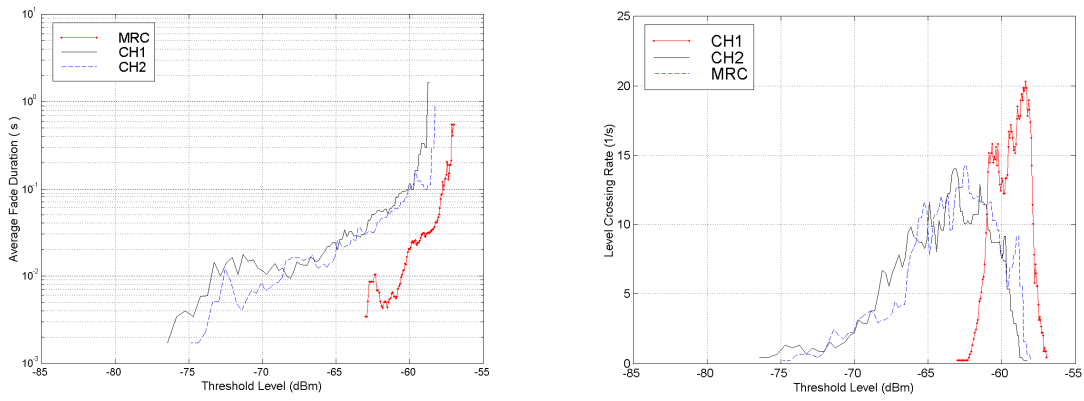 10^1
10^0
10^-1
10^-2
10^-3
Average Fade Duration ( s )
MRC
CH1
CH2
-85
-80
-75
-70
-65
-60
-55
Threshold Level (dBm)
25
20
15
10
5
0
Level Crossing Rate (1/s)
CH1
CH2
MRC
-85
-80
-75
-70
-65
-60
-55
Threshold Level (dBm)